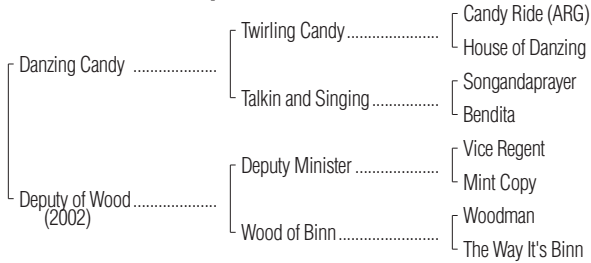 Candy Ride (ARG)
Twirling Candy....................
House of Danzing
Danzing Candy ..................
Songandaprayer
Talkin and Singing...............
Bendita
Vice Regent
Deputy Minister ..................
Mint Copy
Deputy of Wood ..................
(2002)
Woodman
Wood of Binn......................
The Way It's Binn